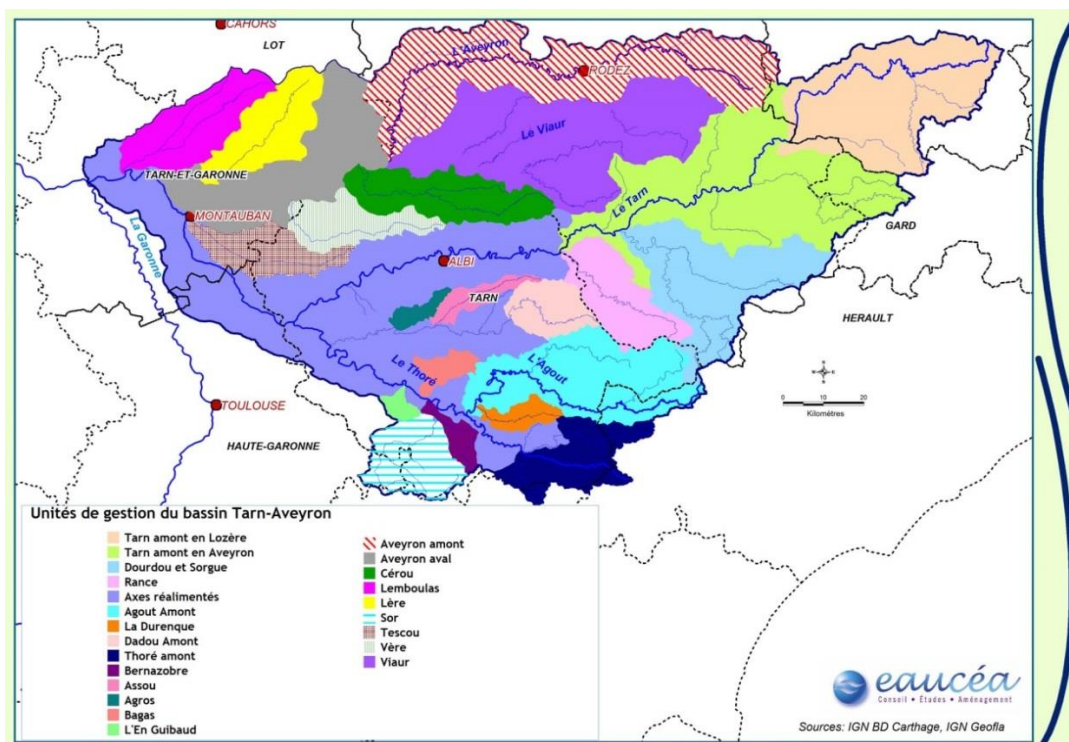 CAHORS
LOT
L'Aveyron
RODEZ
Le Viaur
TARN-ET-GARONNE
MONTAUBAN
Le Tarn
La Garonne
GARD
ALBI
TARN
HERAULT
Le Thoré
L'Agout
TOULOUSE
HAUTE-GARONNE
20 0 20
Kilomètres
Unités de gestion du bassin Tarn-Aveyron
Tarn amont en Lozère
Tarn amont en Aveyron
Dourdou et Sorgue
Rance
Axes réalimentés
Agout Amont
La Durenque
Dadou Amont
Thoré amont
Bernazobre
Assou
Agros
Bagas
L'En Guibaud
Aveyron amont
Aveyron aval
Cérou
Lemboulas
Lère
Sor
Tescou
Vère
Viaur
eaucéa
Conseil • Études • Aménagement
Sources: IGN BD Carthage, IGN Geofla